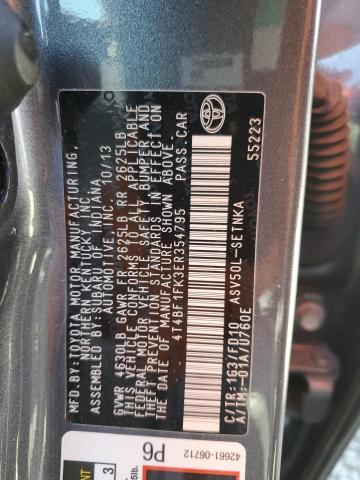 MFD.BY:TOYOTA MOTOR MANUFACTURING
NORTHERN KENTUCKY INC.
ASSEMBLED BY:SUBARU OF INDIANA
AUTOMOTIVE INC. 10/13
GVWR 4630LB GAWR FR 2625LB RR 2625LB
THIS VEHICLE CONFORMS TO ALL APPLICABLE
FEDERAL MOTOR VEHICLE SAFETY, BUMPER AND
THEFT PREVENTION STANDARDS IN EFFECT ON
THE DATE OF MANUFACTURE SHOWN ABOVE.
4T4BF1FK3ER354795 PASS.CAR
C/TR:1G3/FD10 ASV50L-SETNKA
A/TM:-01A/U760E
55223
TOYOTA
42661-06712
P6
3